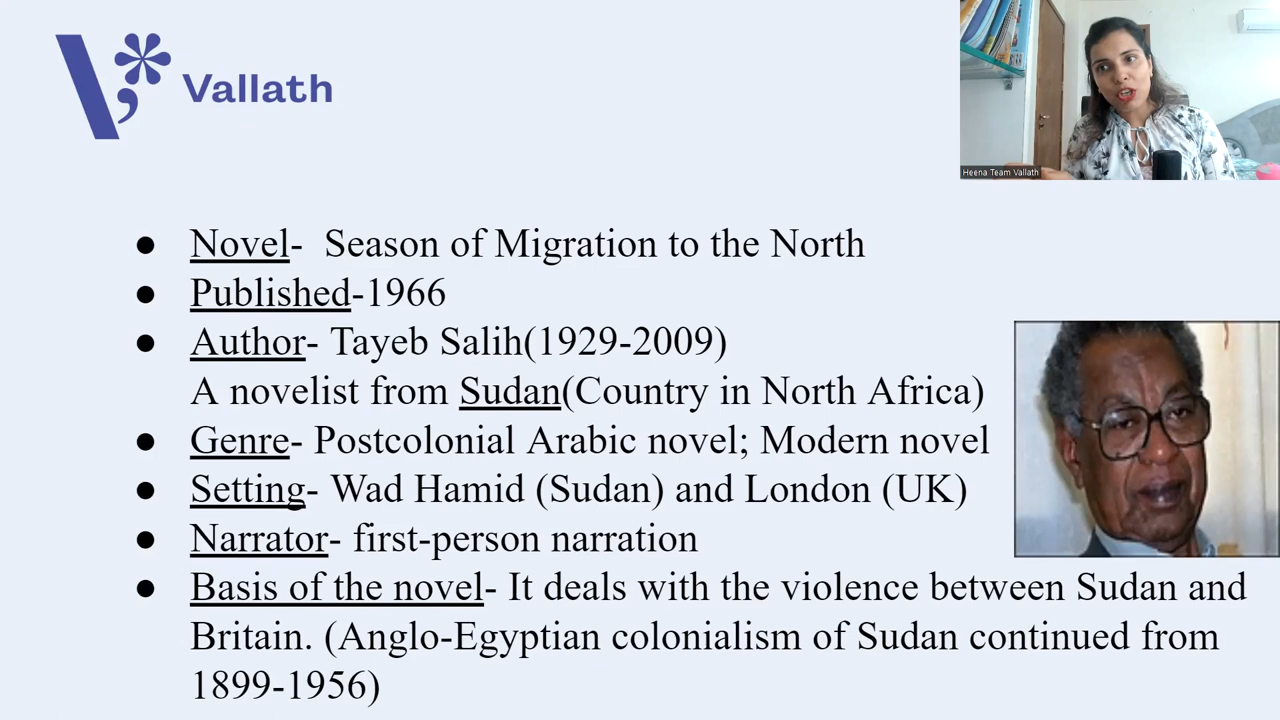 Vallath
Heena Team Vallath
● Novel-  Season of Migration to the North
● Published-1966
● Author- Tayeb Salih(1929-2009)
A novelist from Sudan(Country in North Africa)
● Genre- Postcolonial Arabic novel; Modern novel
● Setting- Wad Hamid (Sudan) and London (UK)
● Narrator- first-person narration
● Basis of the novel- It deals with the violence between Sudan and
Britain. (Anglo-Egyptian colonialism of Sudan continued from
1899-1956)